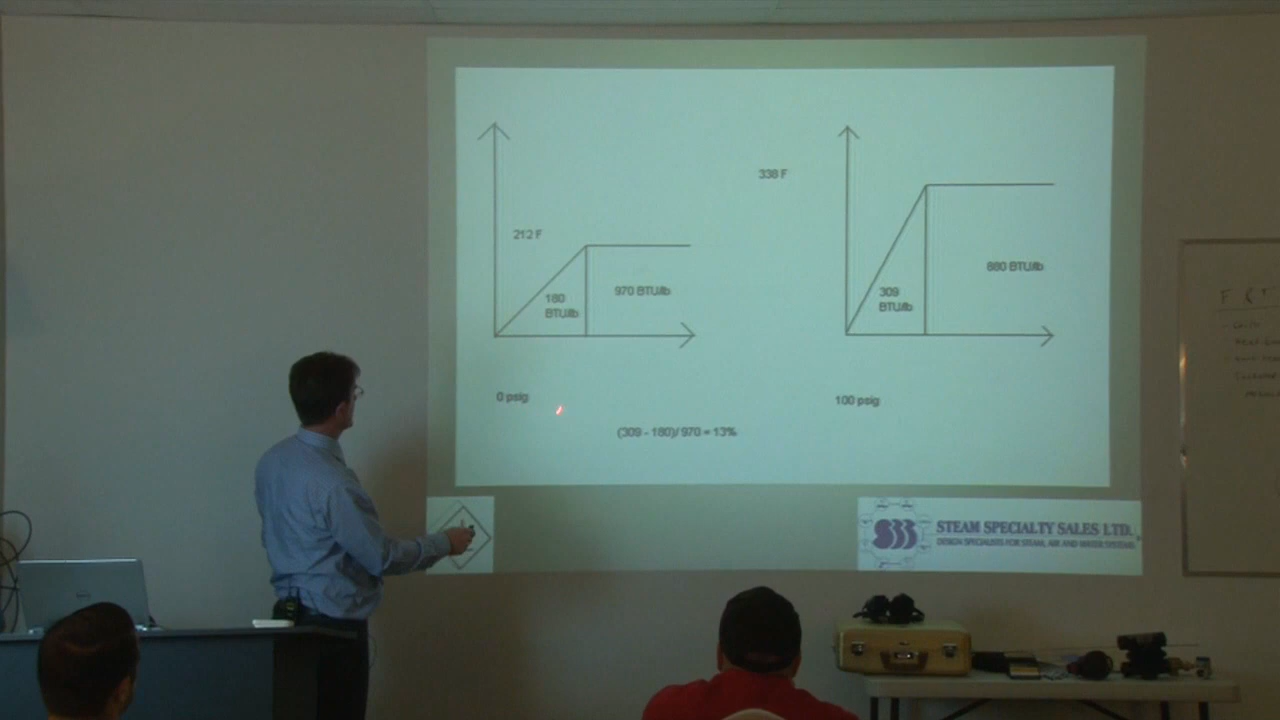 338 F
212 F
970 BTU/lb
180
BTU/lb
880 BTU/lb
309
BTU/lb
0 psig
100 psig
(309 - 180)/ 970 = 13%
STEAM SPECIALTY SALES LTD.
DESIGN SPECIALISTS FOR STEAM, AIR AND WATER SYSTEMS